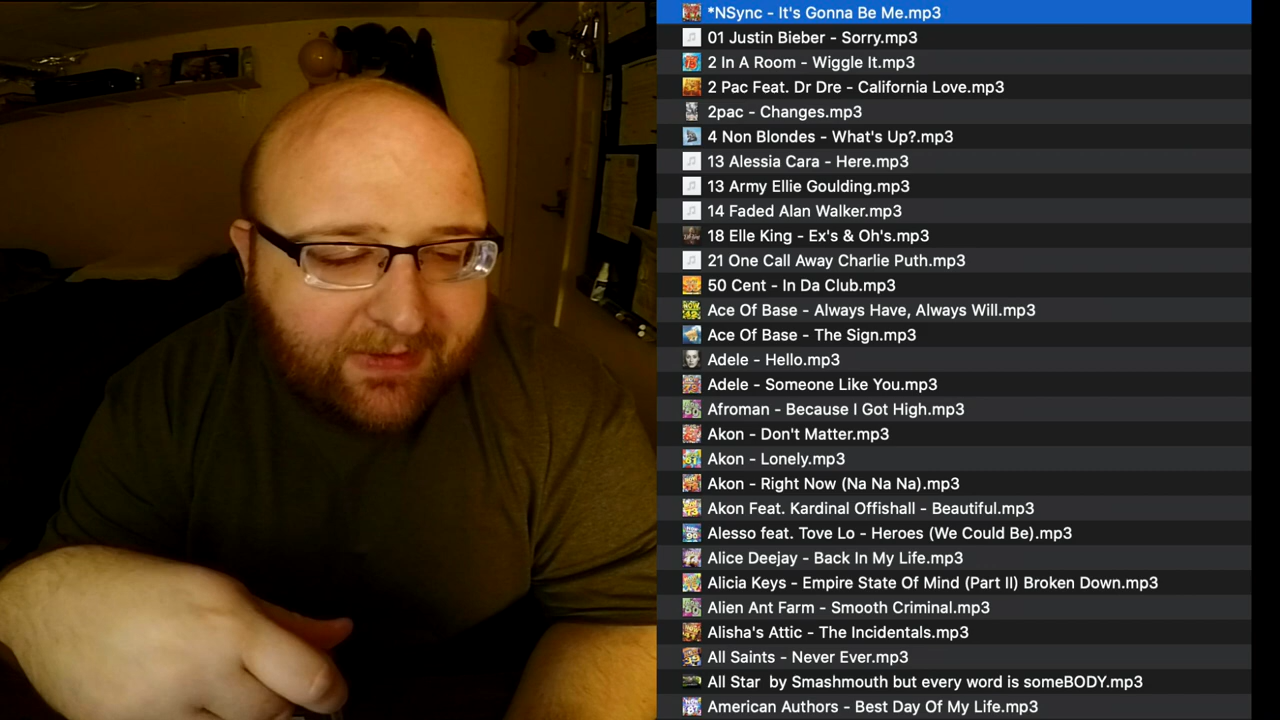 *NSync - It's Gonna Be Me.mp3
01 Justin Bieber - Sorry.mp3
2 In A Room - Wiggle It.mp3
2 Pac Feat. Dr Dre - California Love.mp3
2pac - Changes.mp3
4 Non Blondes - What's Up?.mp3
13 Alessia Cara - Here.mp3
13 Army Ellie Goulding.mp3
14 Faded Alan Walker.mp3
18 Elle King - Ex's & Oh's.mp3
21 One Call Away Charlie Puth.mp3
50 Cent - In Da Club.mp3
Ace Of Base - Always Have, Always Will.mp3
Ace Of Base - The Sign.mp3
Adele - Hello.mp3
Adele - Someone Like You.mp3
Afroman - Because I Got High.mp3
Akon - Don't Matter.mp3
Akon - Lonely.mp3
Akon - Right Now (Na Na Na).mp3
Akon Feat. Kardinal Offishall - Beautiful.mp3
Alesso feat. Tove Lo - Heroes (We Could Be).mp3
Alice Deejay - Back In My Life.mp3
Alicia Keys - Empire State Of Mind (Part II) Broken Down.mp3
Alien Ant Farm - Smooth Criminal.mp3
Alisha's Attic - The Incidentals.mp3
All Saints - Never Ever.mp3
All Star  by Smashmouth but every word is someBODY.mp3
American Authors - Best Day Of My Life.mp3